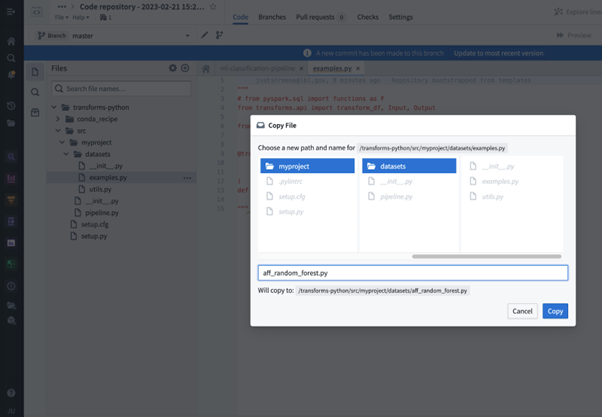 Code repository - 2023-02-21 15:2...
File
Help
1
Code
Branches
Pull requests 0
Checks
Settings
Explore
Branch
master
Preview
A new commit has been made to this branch
Update to most recent version
Files
Search file names...
transforms-python
conda_recipe
src
myproject
datasets
__init__.py
examples.py
utils.py
__init__.py
pipeline.py
setup.cfg
setup.py
examples.py
"""
# from pyspark.sql import functions as F
from transforms.api import transform_df, Input, Output
Copy File
Choose a new path and name for /transforms-python/src/myproject/datasets/examples.py
myproject
.pylintrc
setup.cfg
setup.py
datasets
__init__.py
pipeline.py
__init__.py
examples.py
utils.py
aff_random_forest.py
Will copy to: /transforms-python/src/myproject/datasets/aff_random_forest.py
Cancel
Copy